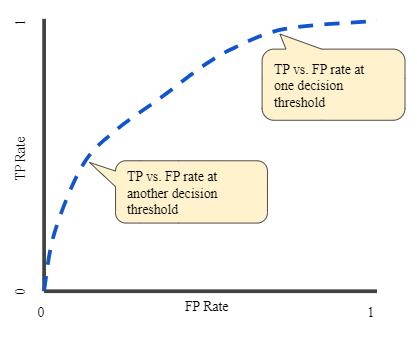 1
TP vs. FP rate at
one decision
threshold
TP Rate
TP vs. FP rate at
another decision
threshold
0
0
FP Rate
1